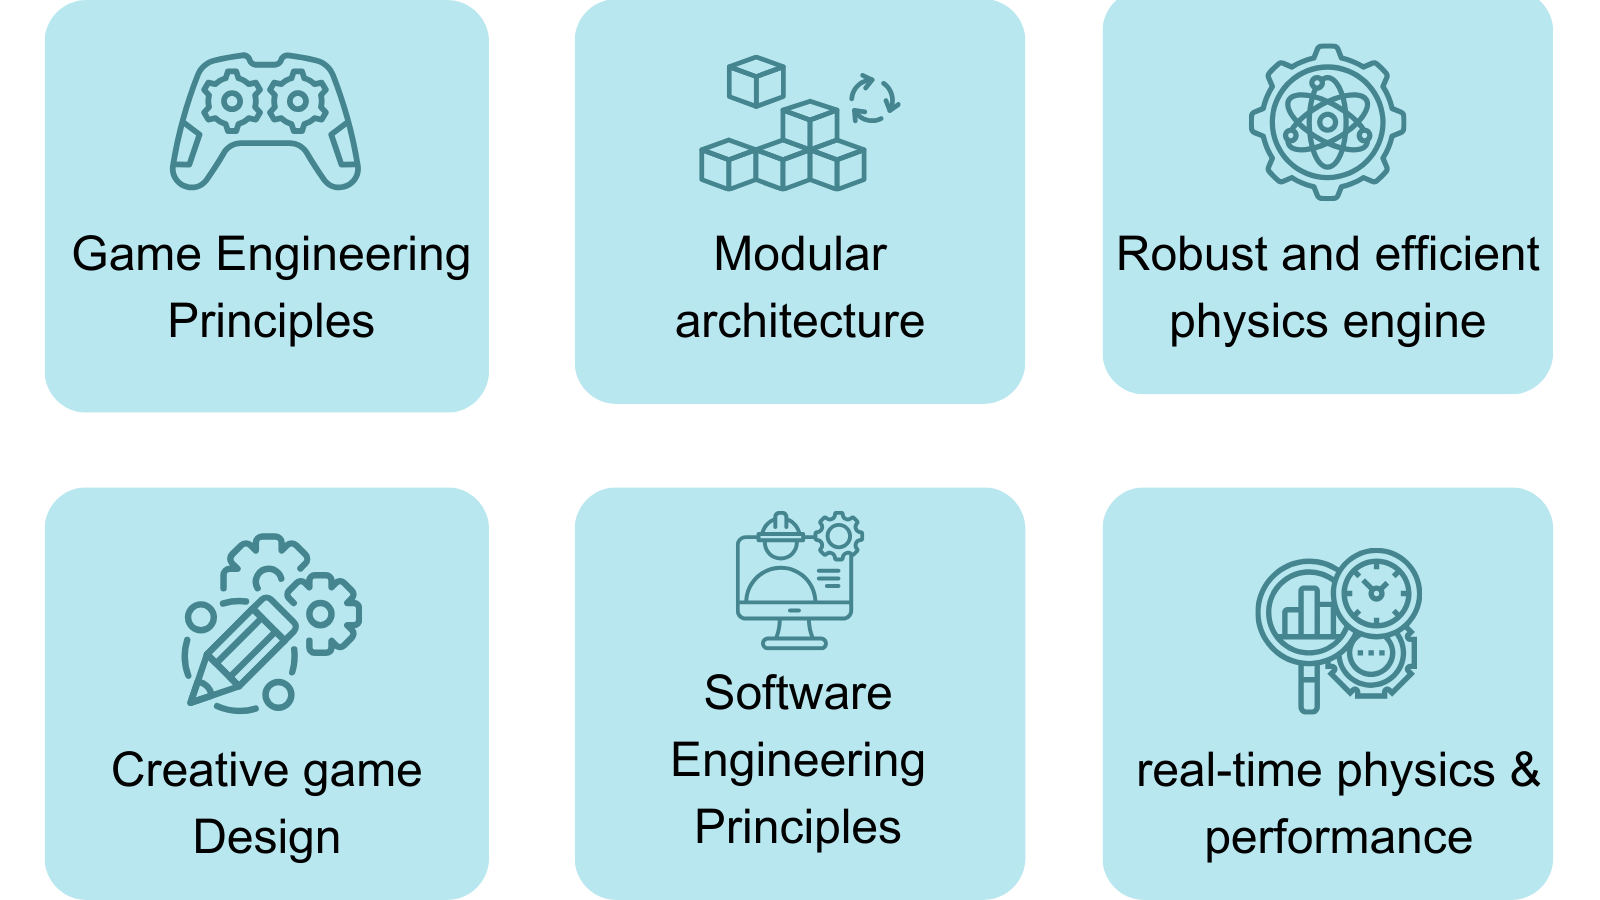 Game Engineering
Principles
Modular
architecture
Robust and efficient
physics engine
Creative game
Design
Software
Engineering
Principles
real-time physics &
performance